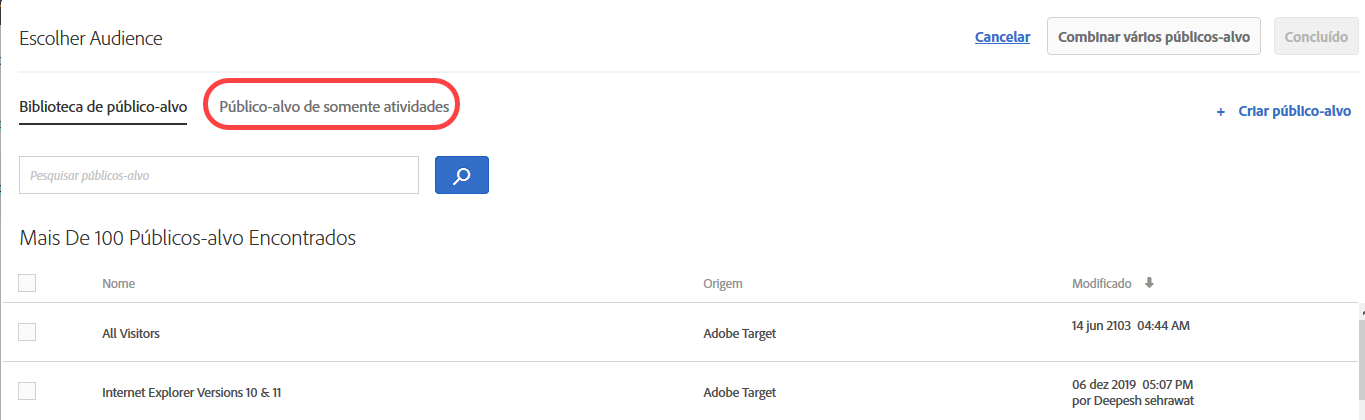 Escolher Audience
Cancelar
Combinar vários públicos-alvo
Concluído
Biblioteca de público-alvo
Público-alvo de somente atividades
+ Criar público-alvo
Pesquisar públicos-alvo
Mais De 100 Públicos-alvo Encontrados
Nome
Origem
Modificado
All Visitors
Adobe Target
14 jun 2103 04:44 AM
Internet Explorer Versions 10 & 11
Adobe Target
06 dez 2019 05:07 PM
por Deepesh sehrawat